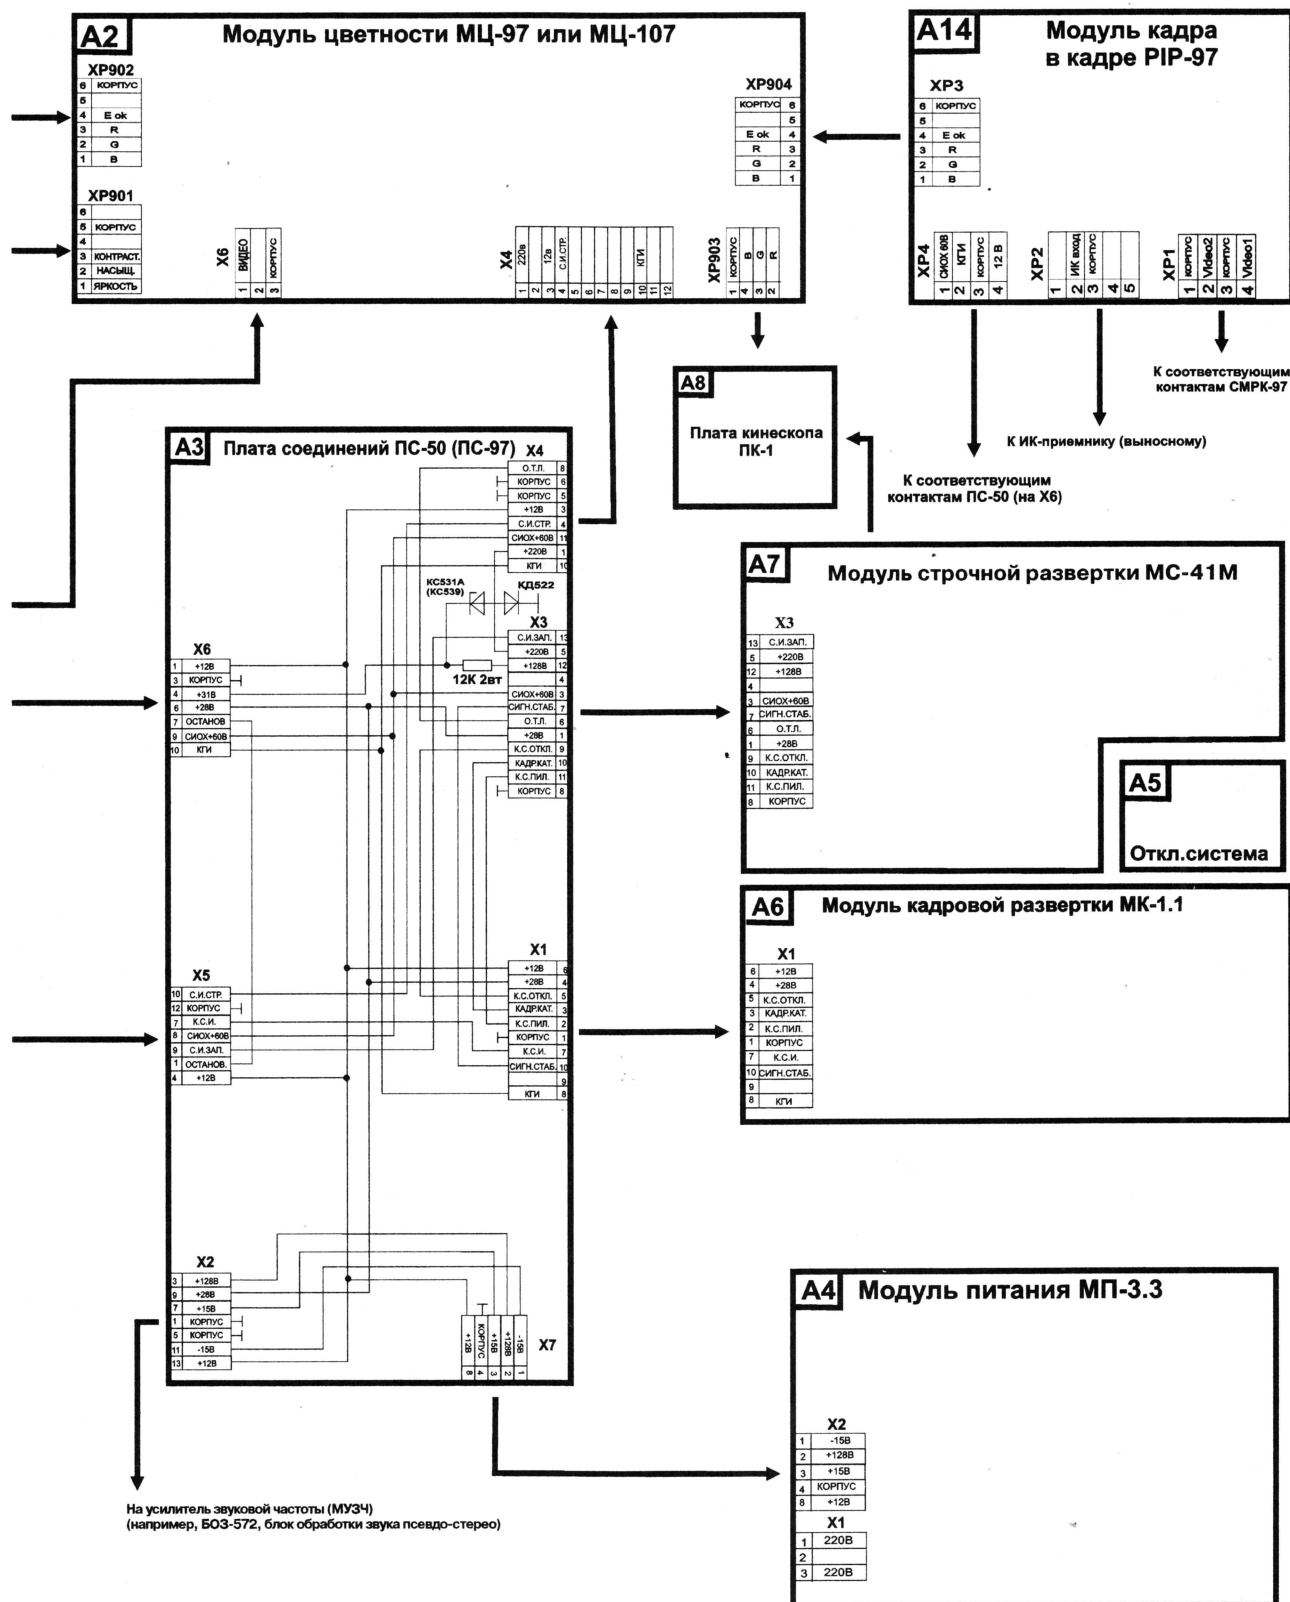 A2
Модуль цветности МЦ-97 или МЦ-107
XP902
6 КОРПУС
5
4 E ok
3 R
2 G
1 B
XP901
6
5 КОРПУС
4
3 КОНТРАСТ.
2 НАСЫЩ.
1 ЯРКОСТЬ
X6
1 ВИДЕО
2
3 КОРПУС
X4
1 220в
2
3 12в
4 С.И.СТР.
5
6
7
8
9
10 КГИ
11
12
XP904
КОРПУС 6
5
E ok 4
R 3
G 2
B 1
XP903
1 КОРПУС
4 B
3 G
2 R
A14
Модуль кадра
в кадре PIP-97
XP3
6 КОРПУС
5
4 E ok
3 R
2 G
1 B
XP4
1 СИОХ 60В
2 КГИ
3 КОРПУС
4 12 В
XP2
1
2 ИК ВХОД
3 КОРПУС
4
5
XP1
1 КОРПУС
2 Video2
3 КОРПУС
4 Video1
К соответствующим
контактам СМРК-97
К ИК-приемнику (выносному)
К соответствующим
контактам ПС-50 (на X6)
A8
Плата кинескопа
ПК-1
A3
Плата соединений ПС-50 (ПС-97)
X4
О.Т.Л. 8
КОРПУС 6
КОРПУС 5
+12В 3
С.И.СТР. 4
СИОХ+60В 11
+220В 1
КГИ 10
КС531А
(КС539)
КД522
X3
С.И.ЗАП. 13
+220В 5
+128В 12
4
СИОХ+60В 3
СИГН.СТАБ. 7
О.Т.Л. 6
+28В 1
К.С.ОТКЛ. 9
КАДР.КАТ. 10
К.С.ПИЛ. 11
КОРПУС 8
12К 2вт
X6
1 +12В
3 КОРПУС
4 +31В
6 +28В
7 ОСТАНОВ
9 СИОХ+60В
10 КГИ
X5
10 С.И.СТР.
12 КОРПУС
7 К.С.И.
8 СИОХ+60В
9 С.И.ЗАП.
1 ОСТАНОВ.
4 +12В
X1
+12В 6
+28В 4
К.С.ОТКЛ. 5
КАДР.КАТ. 3
К.С.ПИЛ. 2
КОРПУС 1
К.С.И. 7
СИГН.СТАБ. 10
9
КГИ 8
X2
3 +128В
9 +28В
7 +15В
1 КОРПУС
5 КОРПУС
11 -15В
13 +12В
X7
+12В 8
КОРПУС 4
+15В 3
+128В 2
-15В 1
A7
Модуль строчной развертки МС-41М
X3
13 С.И.ЗАП.
5 +220В
12 +128В
4
3 СИОХ+60В
7 СИГН.СТАБ.
6 О.Т.Л.
1 +28В
9 К.С.ОТКЛ.
10 КАДР.КАТ.
11 К.С.ПИЛ.
8 КОРПУС
A5
Откл.система
A6
Модуль кадровой развертки МК-1.1
X1
6 +12В
4 +28В
5 К.С.ОТКЛ.
3 КАДР.КАТ.
2 К.С.ПИЛ.
1 КОРПУС
7 К.С.И.
10 СИГН.СТАБ.
9
8 КГИ
A4
Модуль питания МП-3.3
X2
1 -15В
2 +128В
3 +15В
4 КОРПУС
8 +12В
X1
1 220В
2
3 220В
На усилитель звуковой частоты (МУЗЧ)
(например, БОЗ-572, блок обработки звука псевдо-стерео)